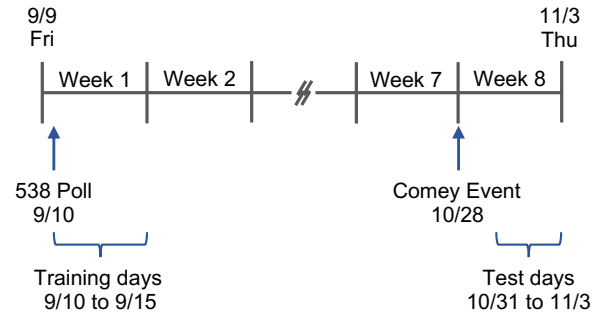 9/9
Fri
11/3
Thu
Week 1
Week 2
Week 7
Week 8
538 Poll
9/10
Comey Event
10/28
Training days
9/10 to 9/15
Test days
10/31 to 11/3